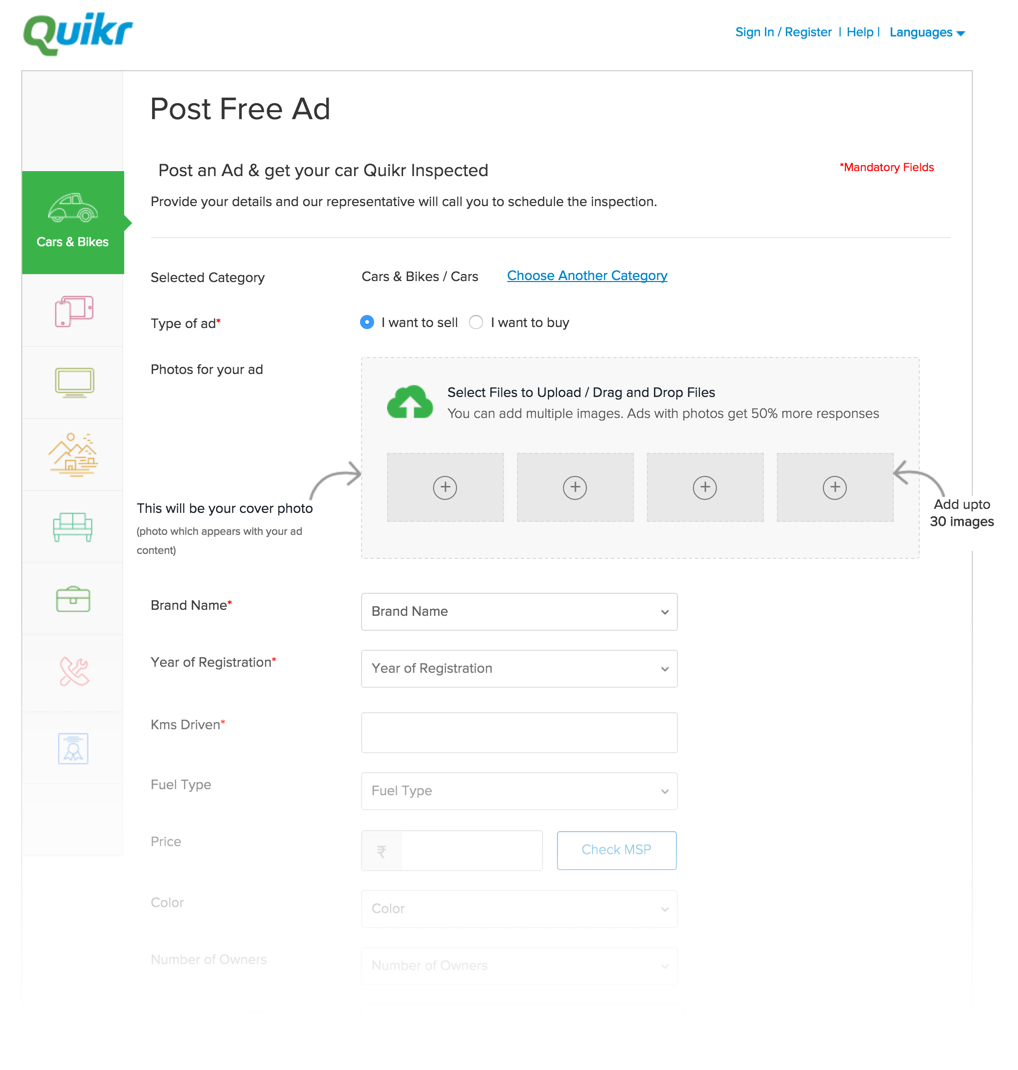 Quikr
Sign In / Register | Help | Languages
Post Free Ad
Post an Ad & get your car Quikr Inspected
*Mandatory Fields
Provide your details and our representative will call you to schedule the inspection.
Cars & Bikes
Selected Category
Cars & Bikes / Cars
Choose Another Category
Type of ad*
I want to sell
I want to buy
Photos for your ad
Select Files to Upload / Drag and Drop Files
You can add multiple images. Ads with photos get 50% more responses
This will be your cover photo
(photo which appears with your ad
content)
Add upto
30 images
Brand Name*
Brand Name
Year of Registration*
Year of Registration
Kms Driven*
Fuel Type
Fuel Type
Price
₹
Check MSP
Color
Color
Number of Owners
Number of Owners